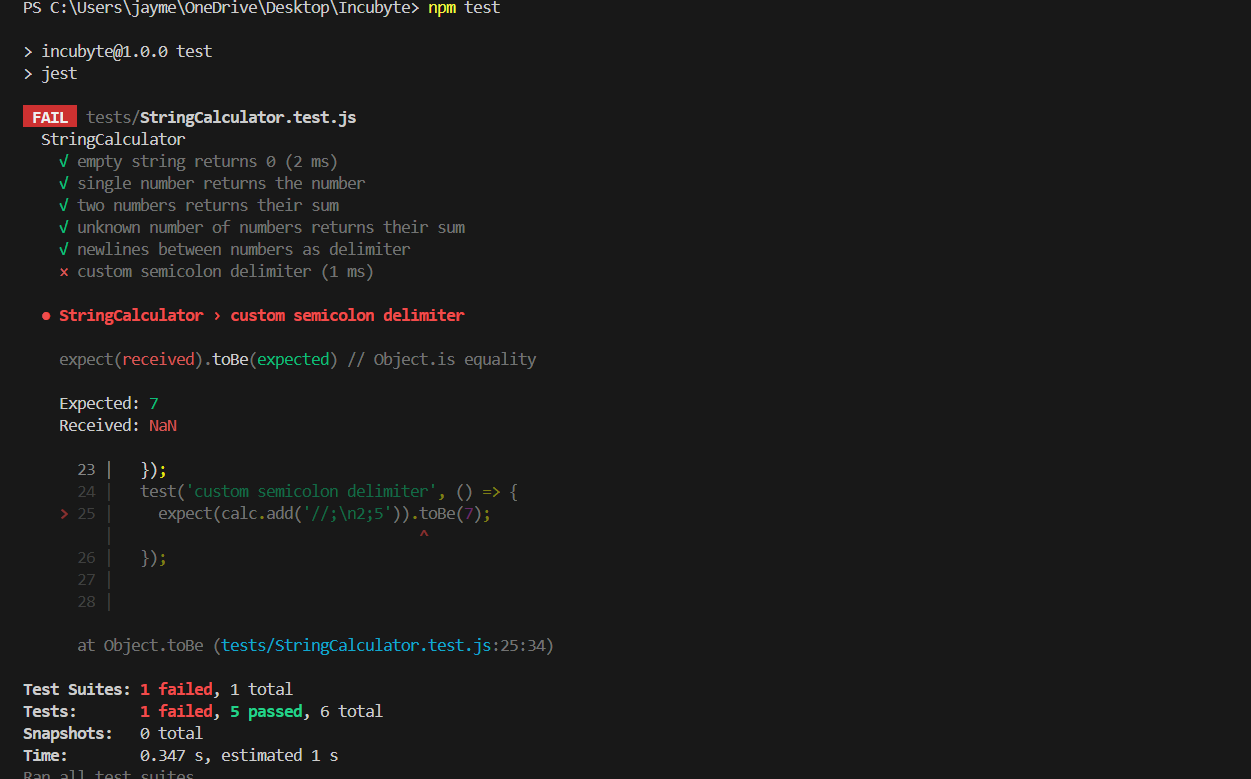 PS C:\Users\jayme\OneDrive\Desktop\Incubyte> npm test
> incubyte@1.0.0 test
> jest
FAIL tests/StringCalculator.test.js
StringCalculator
√ empty string returns 0 (2 ms)
√ single number returns the number
√ two numbers returns their sum
√ unknown number of numbers returns their sum
√ newlines between numbers as delimiter
× custom semicolon delimiter (1 ms)
● StringCalculator › custom semicolon delimiter
expect(received).toBe(expected) // Object.is equality
Expected: 7
Received: NaN
23 |   });
24 |   test('custom semicolon delimiter', () => {
> 25 |     expect(calc.add('//;\n2;5')).toBe(7);
|                                  ^
26 |   });
27 |
28 |
at Object.toBe (tests/StringCalculator.test.js:25:34)
Test Suites: 1 failed, 1 total
Tests:       1 failed, 5 passed, 6 total
Snapshots:   0 total
Time:        0.347 s, estimated 1 s
Ran all test suites